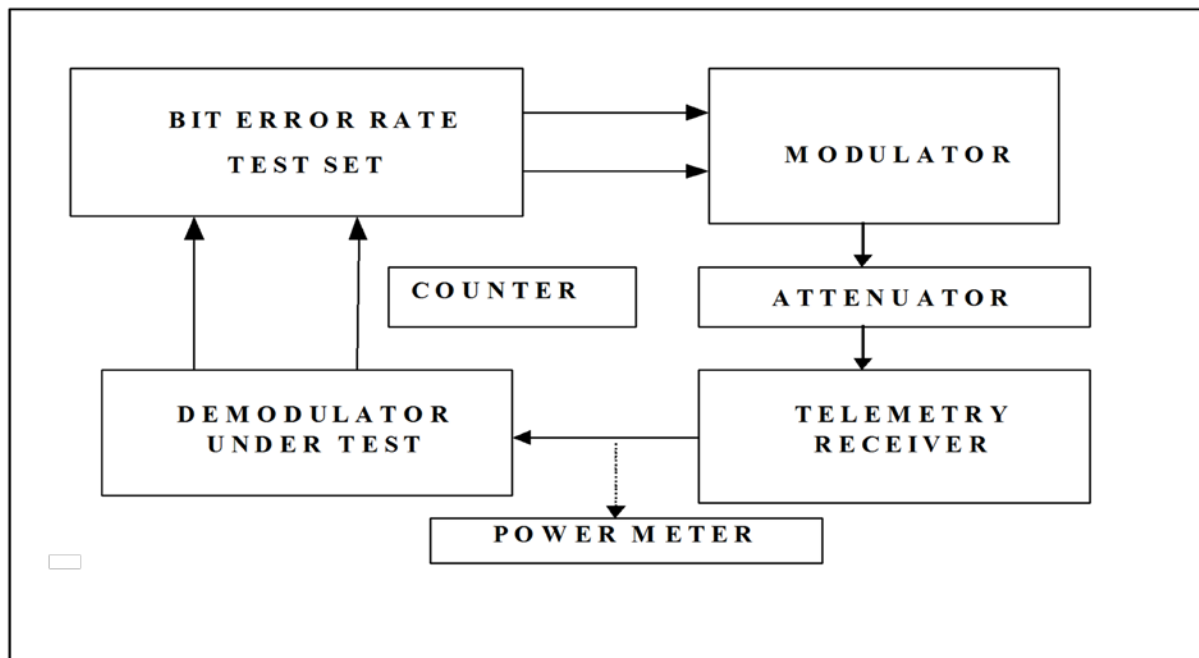 BIT ERROR RATE
TEST SET
MODULATOR
COUNTER
ATTENUATOR
DEMODULATOR
UNDER TEST
TELEMETRY
RECEIVER
POWER METER